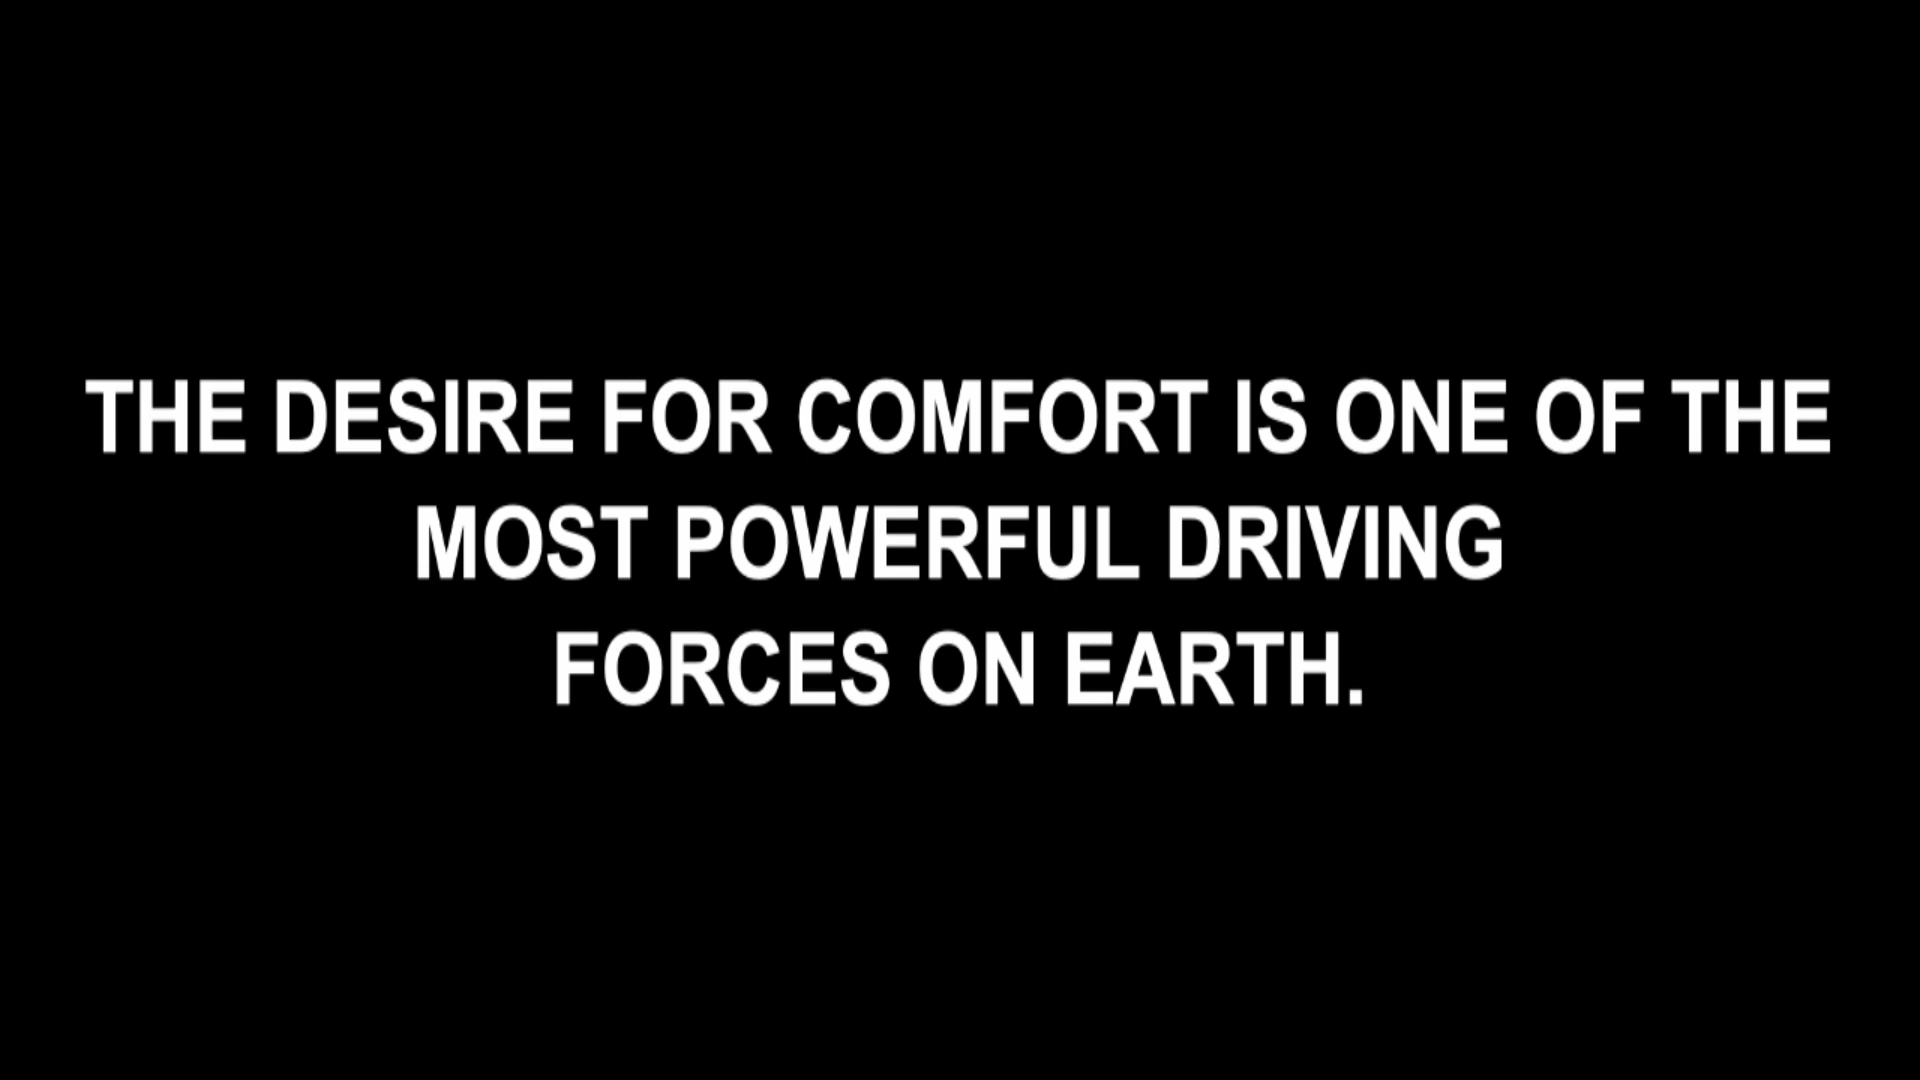 THE DESIRE FOR COMFORT IS ONE OF THE
MOST POWERFUL DRIVING
FORCES ON EARTH.